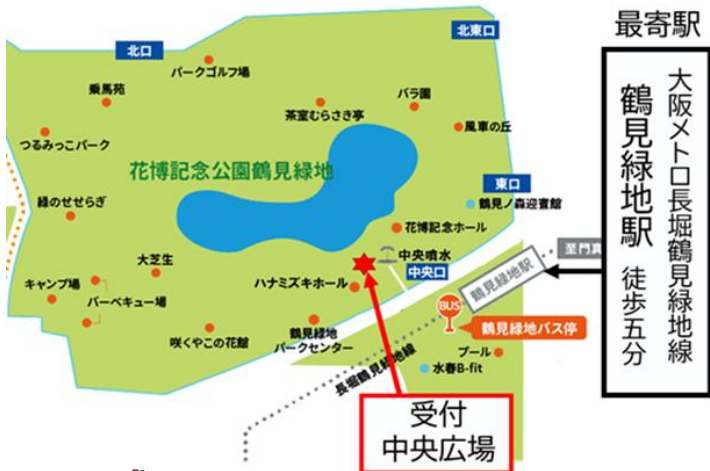 最寄駅
大阪メトロ長堀鶴見緑地線
鶴見緑地駅 徒歩五分
北口
北東口
パークゴルフ場
乗馬苑
茶室むらさき亭
バラ園
風車の丘
つるみっこパーク
花博記念公園鶴見緑地
東口
緑のせせらぎ
鶴見ノ森迎賓館
花博記念ホール
大芝生
中央噴水
至門真
中央口
キャンプ場
ハナミズキホール
鶴見緑地駅
バーベキュー場
BUS
鶴見緑地バス停
咲くやこの花館
鶴見緑地
パークセンター
プール
長堀鶴見緑地線
水春B-fit
受付
中央広場